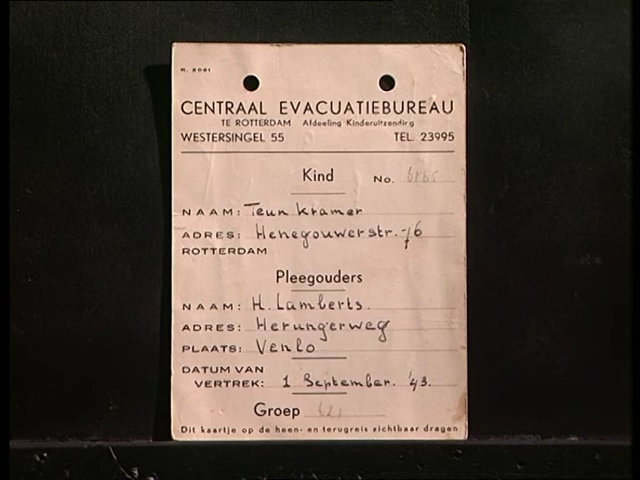 CENTRAAL EVACUATIEBUREAU
TE ROTTERDAM Afdeeling Kinderuitzending
WESTERSINGEL 55 TEL. 23995
Kind No.
NAAM: Teun Kramer
ADRES: Henegouwerstr. 76
ROTTERDAM
Pleegouders
NAAM: H. Lamberts.
ADRES: Herungerweg
PLAATS: Venlo
DATUM VAN
VERTREK: 1 September. '43.
Groep
Dit kaartje op de heen- en terugreis zichtbaar dragen